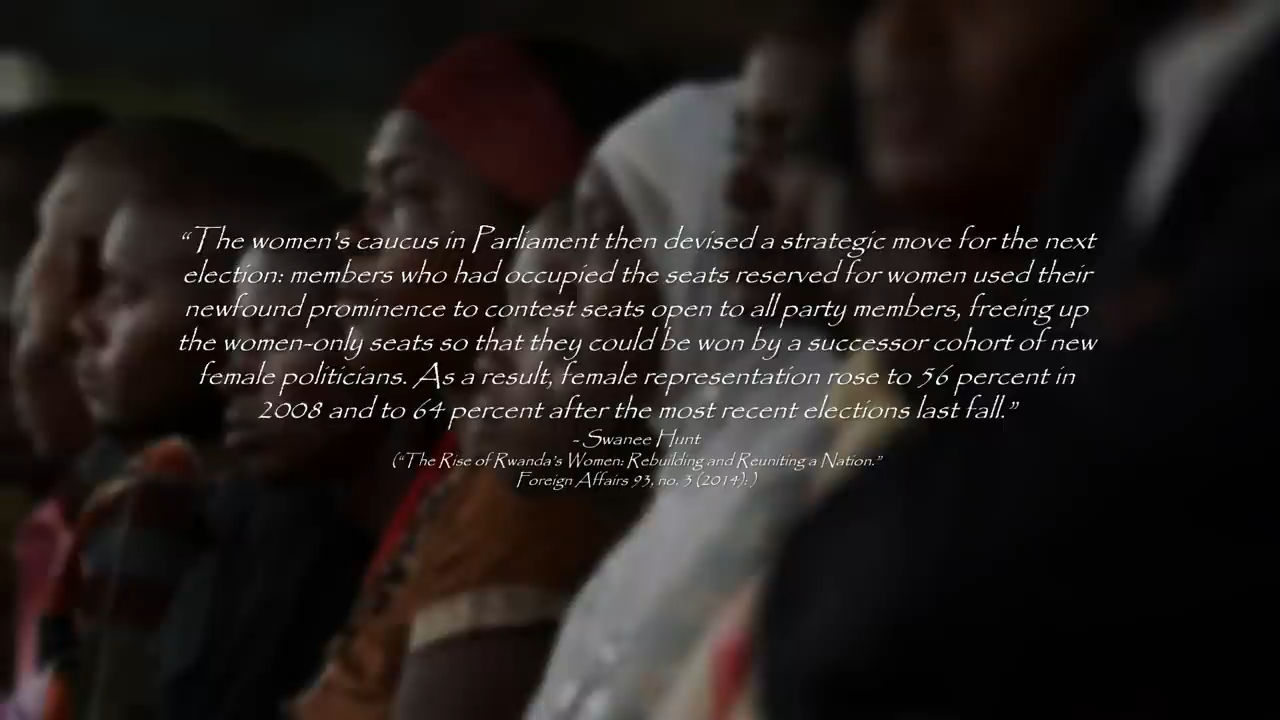 “The women's caucus in Parliament then devised a strategic move for the next
election: members who had occupied the seats reserved for women used their
newfound prominence to contest seats open to all party members, freeing up
the women-only seats so that they could be won by a successor cohort of new
female politicians. As a result, female representation rose to 56 percent in
2008 and to 64 percent after the most recent elections last fall.”
- Swanee Hunt
(“The Rise of Rwanda’s Women: Rebuilding and Reuniting a Nation.”
Foreign Affairs 93, no. 3 (2014): )